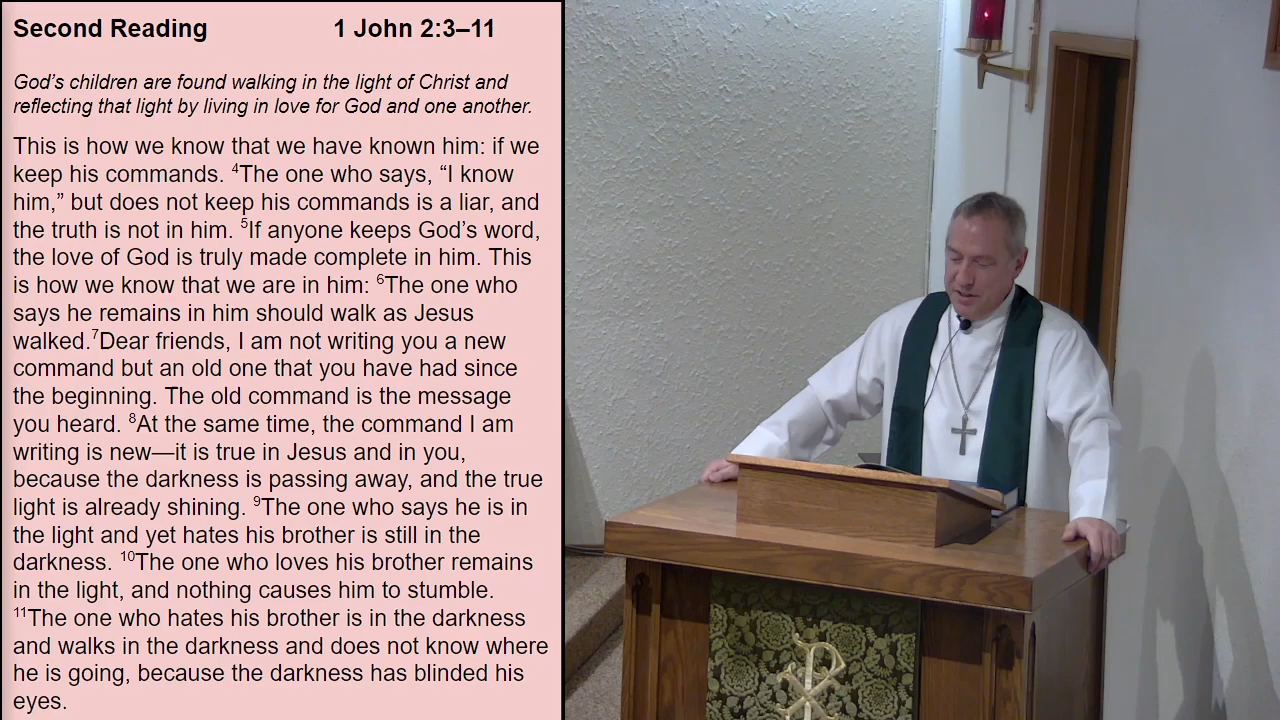 Second Reading 1 John 2:3–11
God’s children are found walking in the light of Christ and
reflecting that light by living in love for God and one another.
This is how we know that we have known him: if we
keep his commands. ⁴The one who says, “I know
him,” but does not keep his commands is a liar, and
the truth is not in him. ⁵If anyone keeps God’s word,
the love of God is truly made complete in him. This
is how we know that we are in him: ⁶The one who
says he remains in him should walk as Jesus
walked.⁷Dear friends, I am not writing you a new
command but an old one that you have had since
the beginning. The old command is the message
you heard. ⁸At the same time, the command I am
writing is new—it is true in Jesus and in you,
because the darkness is passing away, and the true
light is already shining. ⁹The one who says he is in
the light and yet hates his brother is still in the
darkness. ¹⁰The one who loves his brother remains
in the light, and nothing causes him to stumble.
¹¹The one who hates his brother is in the darkness
and walks in the darkness and does not know where
he is going, because the darkness has blinded his
eyes.